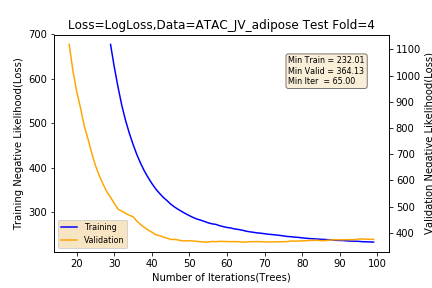 Loss=LogLoss,Data=ATAC_JV_adipose Test Fold=4
Training Negative Likelihood(Loss)
700
600
500
400
300
Min Train = 232.01
Min Valid = 364.13
Min Iter = 65.00
Training
Validation
1100
1000
900
800
700
600
500
400
Validation Negative Likelihood(Loss)
20 30 40 50 60 70 80 90 100
Number of Iterations(Trees)